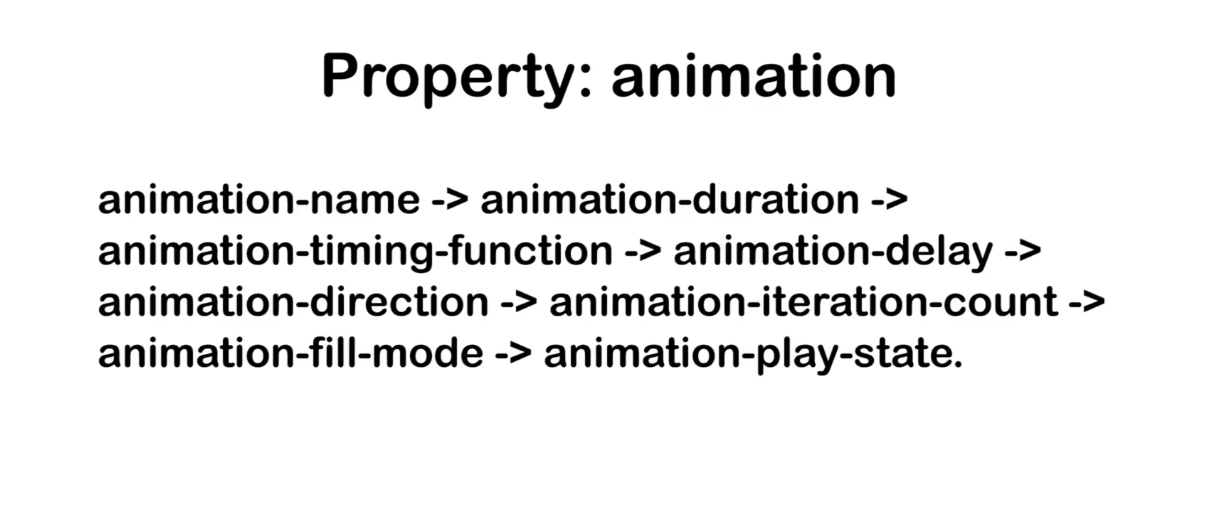 Property: animation
animation-name -> animation-duration ->
animation-timing-function -> animation-delay ->
animation-direction -> animation-iteration-count ->
animation-fill-mode -> animation-play-state.